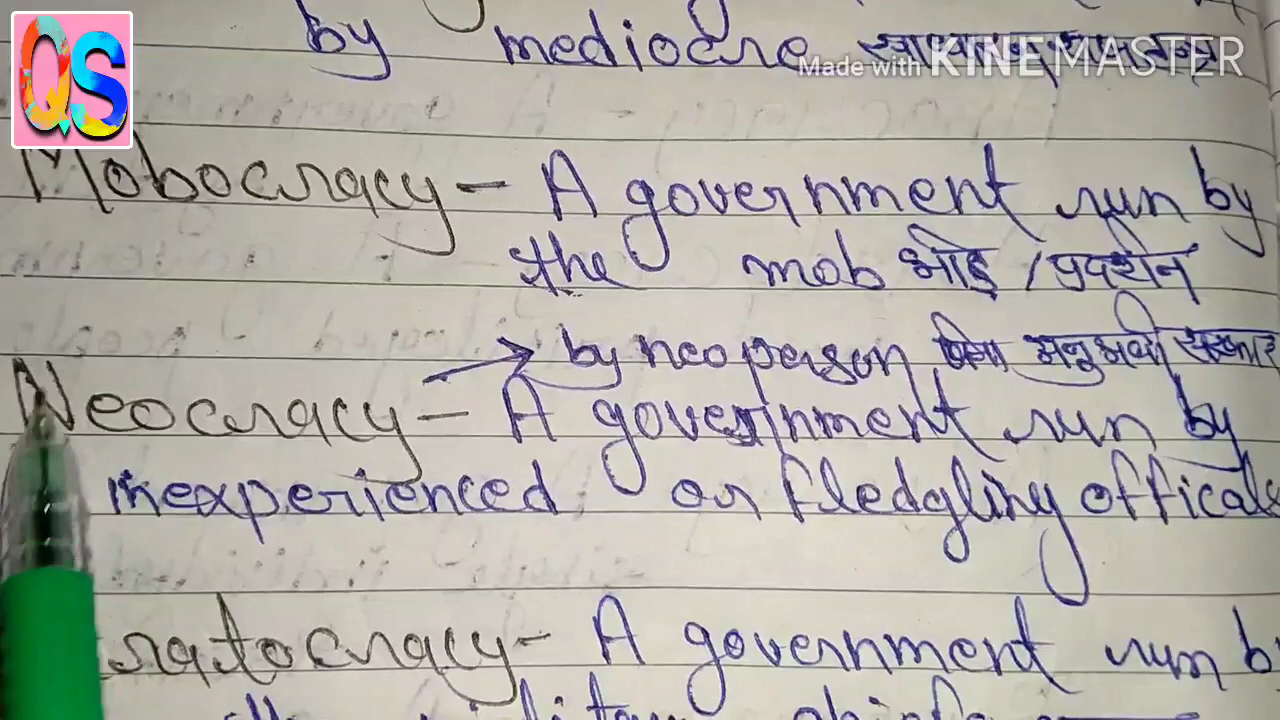 QS
by mediocre
Made with KINEMASTER
Mobocracy - A government run by
the mob भीड़ / प्रदर्शन
→ by neo person बिना अनुभवी सरकार
Neocracy - A government run by
inexperienced or fledgling officals
A government run b